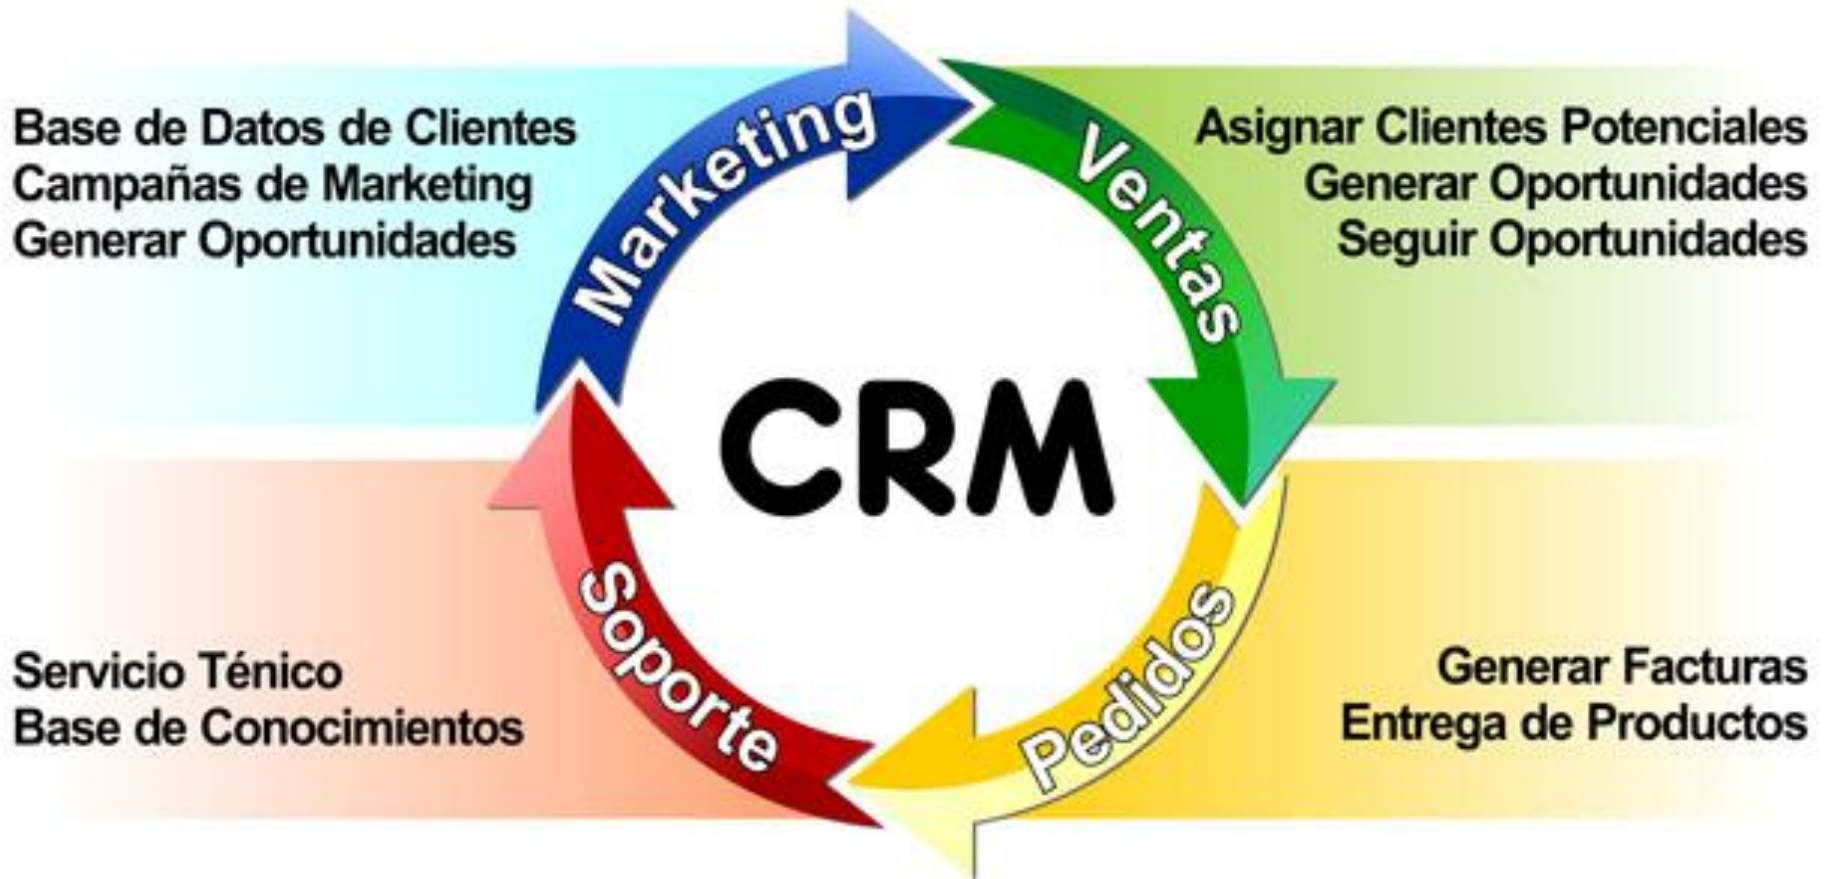 Base de Datos de Clientes
Campañas de Marketing
Generar Oportunidades
Marketing
Ventas
Asignar Clientes Potenciales
Generar Oportunidades
Seguir Oportunidades
CRM
Servicio Ténico
Base de Conocimientos
Soporte
Pedidos
Generar Facturas
Entrega de Productos